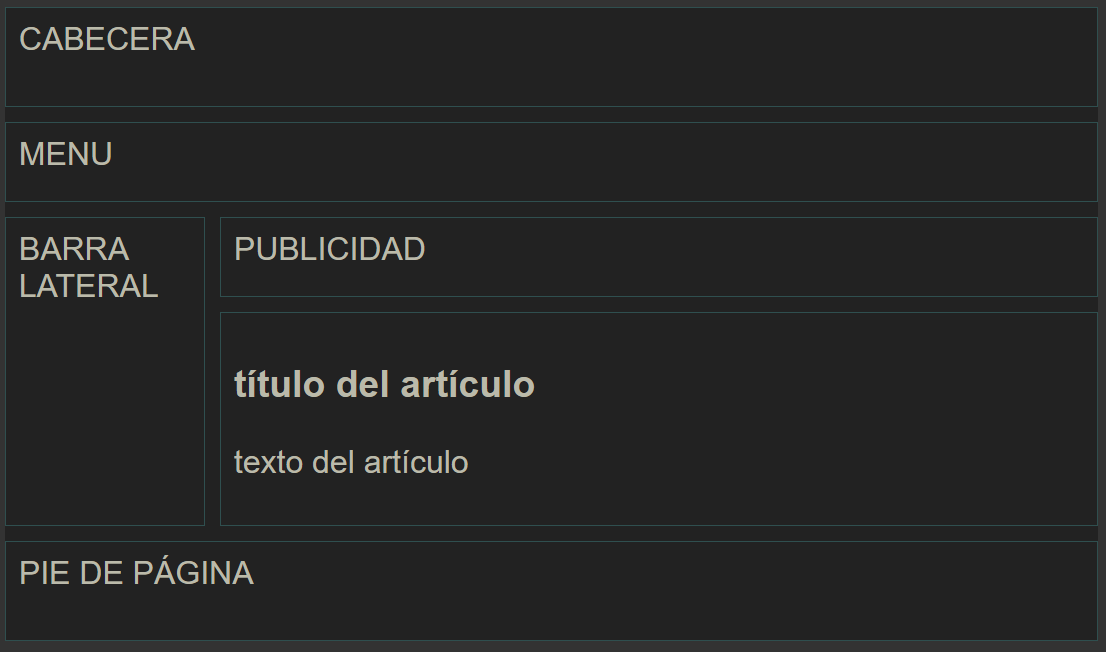 CABECERA
MENU
BARRA
LATERAL
PUBLICIDAD
título del artículo
texto del artículo
PIE DE PÁGINA